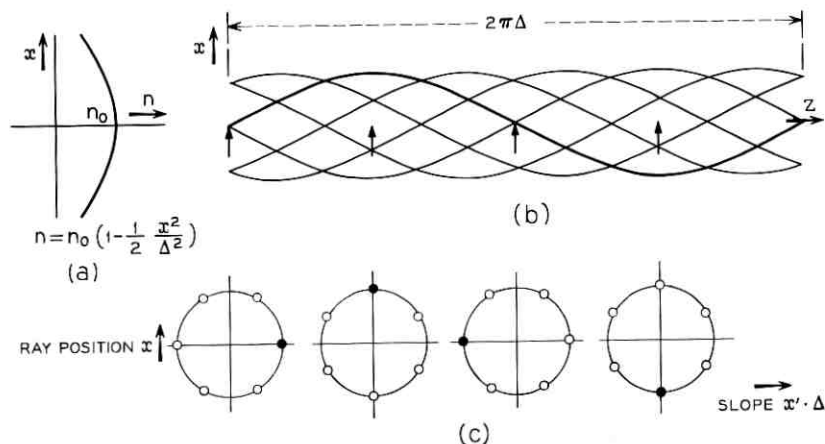 x
n
n₀
n = n₀ (1 - 1/2 x²/Δ²)
(a)
2πΔ
x
Z
(b)
RAY POSITION x
SLOPE x′ · Δ
(c)